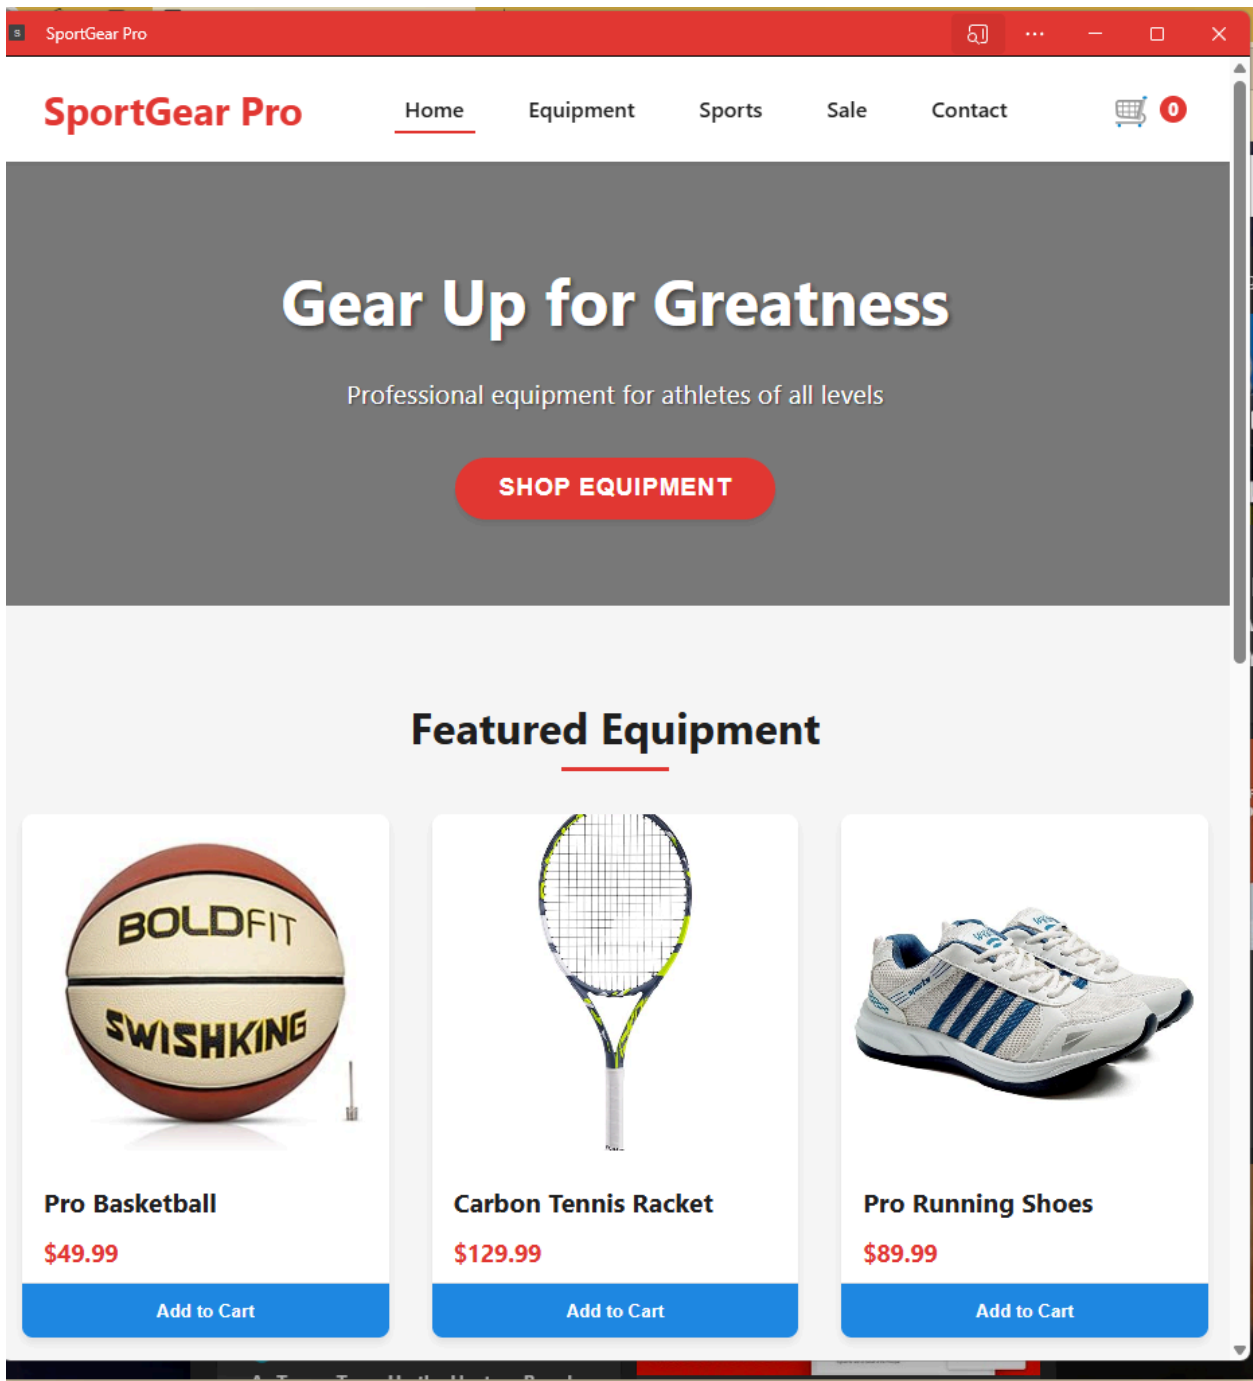 SportGear Pro
SportGear Pro
Home Equipment Sports Sale Contact 0
Gear Up for Greatness
Professional equipment for athletes of all levels
SHOP EQUIPMENT
Featured Equipment
BOLDFIT
SWISHKING
sports
Pro Basketball
$49.99
Add to Cart
Carbon Tennis Racket
$129.99
Add to Cart
Pro Running Shoes
$89.99
Add to Cart